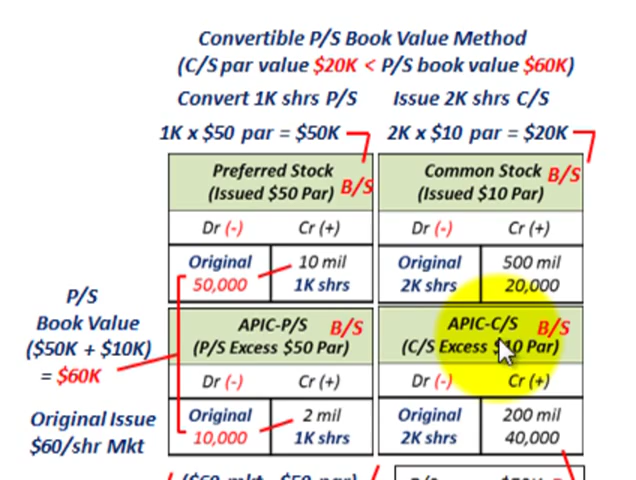 Convertible P/S Book Value Method
(C/S par value $20K < P/S book value $60K)
Convert 1K shrs P/S
Issue 2K shrs C/S
1K x $50 par = $50K
2K x $10 par = $20K
Preferred Stock
(Issued $50 Par) B/S
Common Stock B/S
(Issued $10 Par)
Dr (-) Cr (+)
Dr (-) Cr (+)
Original 10 mil
50,000 1K shrs
Original 500 mil
2K shrs 20,000
P/S
Book Value
($50K + $10K)
= $60K
Original Issue
$60/shr Mkt
APIC-P/S B/S
(P/S Excess $50 Par)
APIC-C/S B/S
(C/S Excess $10 Par)
Dr (-) Cr (+)
Dr (-) Cr (+)
Original 2 mil
10,000 1K shrs
Original 200 mil
2K shrs 40,000